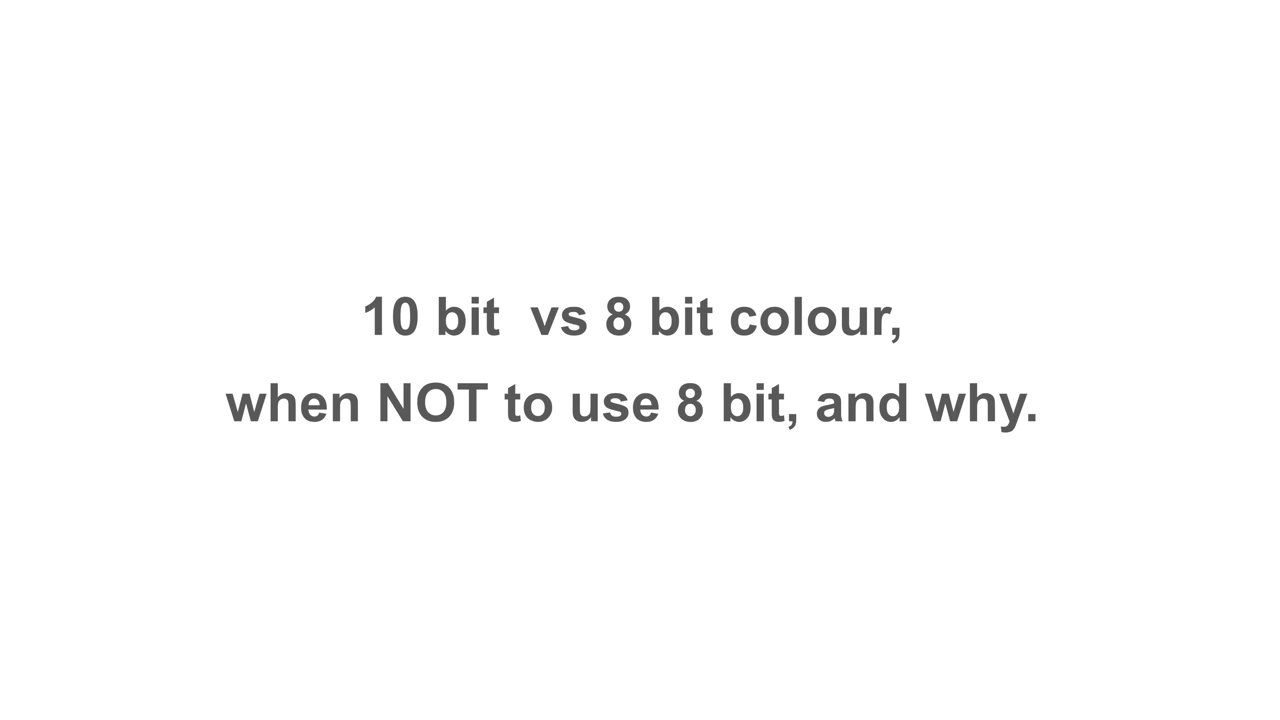 10 bit  vs 8 bit colour,
when NOT to use 8 bit, and why.